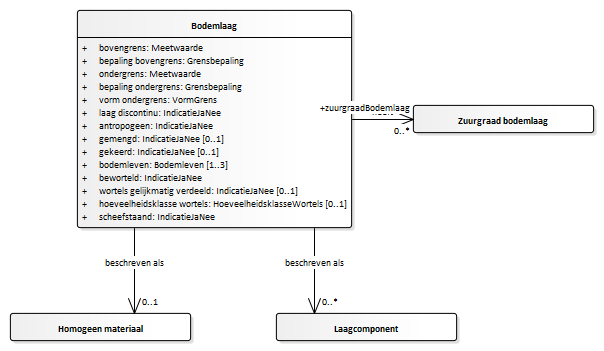 Bodemlaag
+ bovengrens: Meetwaarde
+ bepaling bovengrens: Grensbepaling
+ ondergrens: Meetwaarde
+ bepaling ondergrens: Grensbepaling
+ vorm ondergrens: VormGrens
+ laag discontinu: IndicatieJaNee
+ antropogeen: IndicatieJaNee
+ gemengd: IndicatieJaNee [0..1]
+ gekeerd: IndicatieJaNee [0..1]
+ bodemleven: Bodemleven [1..3]
+ beworteld: IndicatieJaNee
+ wortels gelijkmatig verdeeld: IndicatieJaNee [0..1]
+ hoeveelheidsklasse wortels: HoeveelheidsklasseWortels [0..1]
+ scheefstaand: IndicatieJaNee
+zuurgraadBodemlaag
0..*
Zuurgraad bodemlaag
beschreven als
beschreven als
0..1
0..*
Homogeen materiaal
Laagcomponent